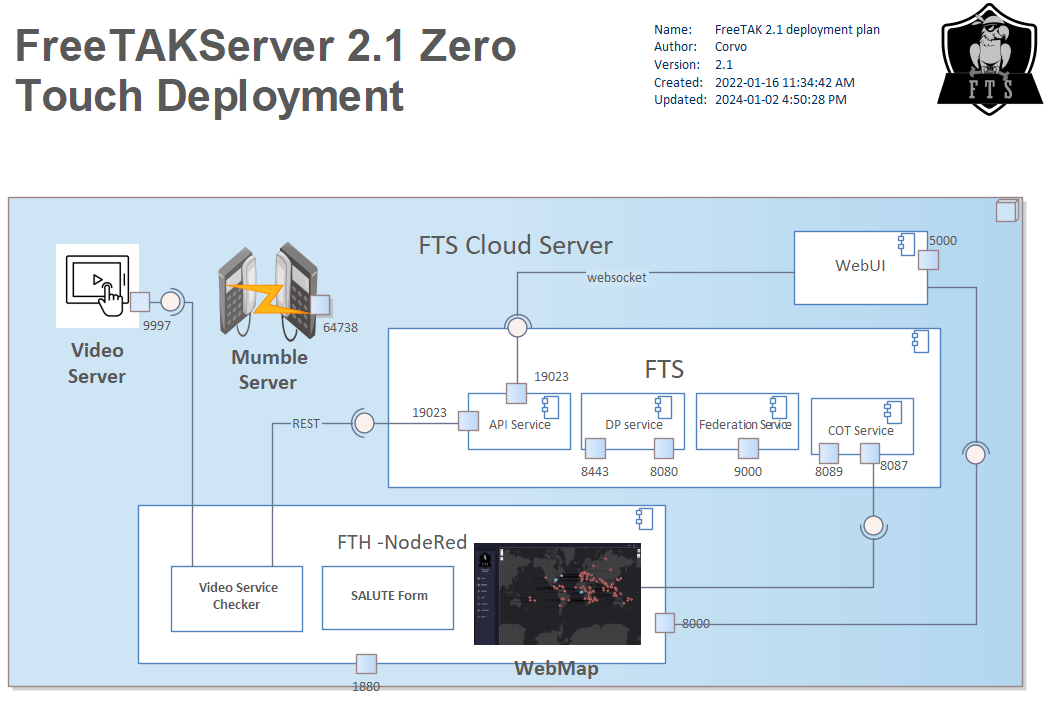 FreeTAKServer 2.1 Zero
Touch Deployment
Name: FreeTAK 2.1 deployment plan
Author: Corvo
Version: 2.1
Created: 2022-01-16 11:34:42 AM
Updated: 2024-01-02 4:50:28 PM
FTS
FTS Cloud Server
5000
WebUI
websocket
9997
64738
Video
Server
Mumble
Server
FTS
19023
19023
REST
API Service
DP service
Federation Service
COT Service
8443
8080
9000
8089
8087
FTH -NodeRed
Video Service
Checker
SALUTE Form
8000
WebMap
1880